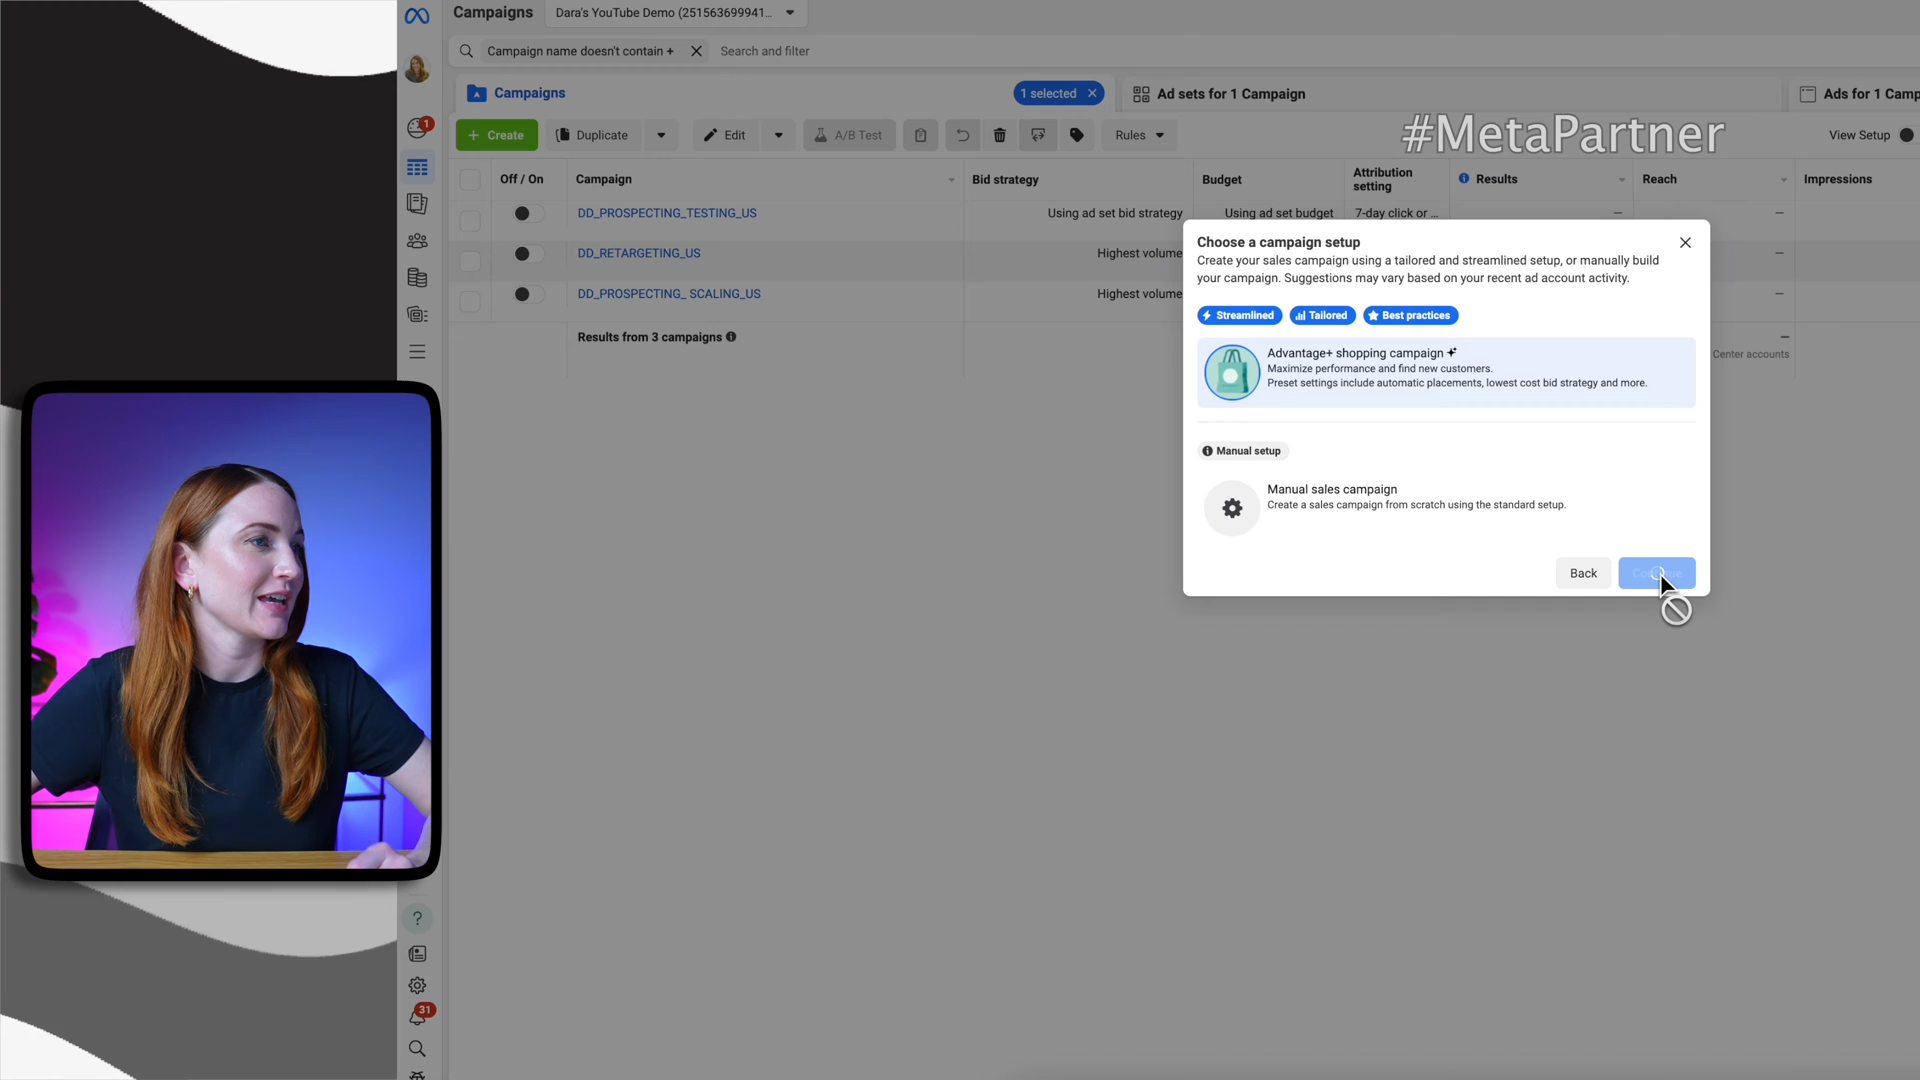 Campaigns
Dara's YouTube Demo (251563699941...
Campaign name doesn't contain +
Search and filter
Campaigns
1 selected
Ad sets for 1 Campaign
Ads for 1 Camp
+ Create
Duplicate
Edit
A/B Test
Rules
#MetaPartner
View Setup
Off / On
Campaign
Bid strategy
Budget
Attribution setting
Results
Reach
Impressions
DD_PROSPECTING_TESTING_US
Using ad set bid strategy
Using ad set budget
7-day click or ...
DD_RETARGETING_US
Highest volume
DD_PROSPECTING_ SCALING_US
Highest volume
Results from 3 campaigns
Center accounts
Choose a campaign setup
Create your sales campaign using a tailored and streamlined setup, or manually build
your campaign. Suggestions may vary based on your recent ad account activity.
Streamlined
Tailored
Best practices
Advantage+ shopping campaign
Maximize performance and find new customers.
Preset settings include automatic placements, lowest cost bid strategy and more.
Manual setup
Manual sales campaign
Create a sales campaign from scratch using the standard setup.
Back
1
31